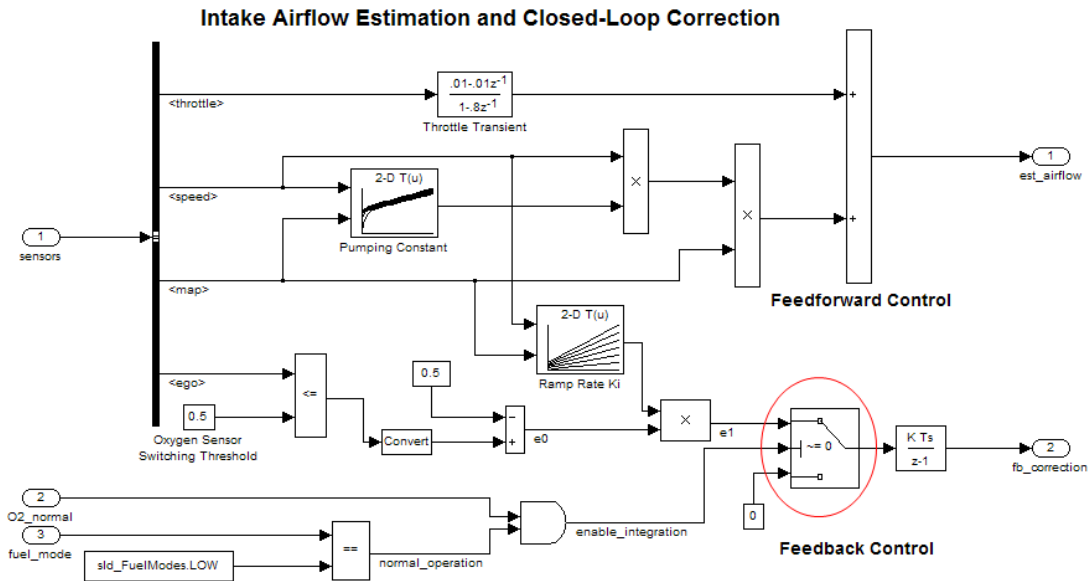 Intake Airflow Estimation and Closed-Loop Correction
<throttle>
.01-.01z-1
1-.8z-1
Throttle Transient
1
est_airflow
<speed>
2-D T(u)
Pumping Constant
×
×
+
+
1
sensors
<map>
Feedforward Control
2-D T(u)
Ramp Rate Ki
<ego>
0.5
Oxygen Sensor
Switching Threshold
<=
Convert
0.5
−
+
e0
×
e1
~= 0
0
K Ts
z-1
2
fb_correction
2
O2_normal
3
fuel_mode
sld_FuelModes.LOW
==
normal_operation
enable_integration
Feedback Control